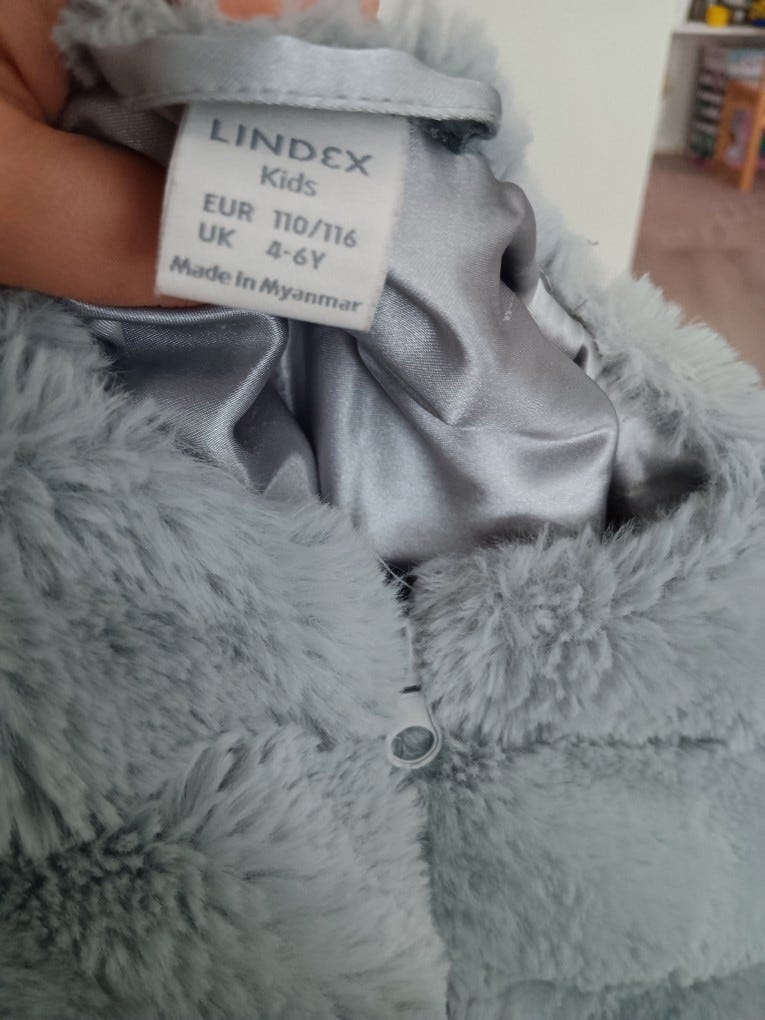 LINDEX
Kids
EUR 110/116
UK 4-6Y
Made in Myanmar